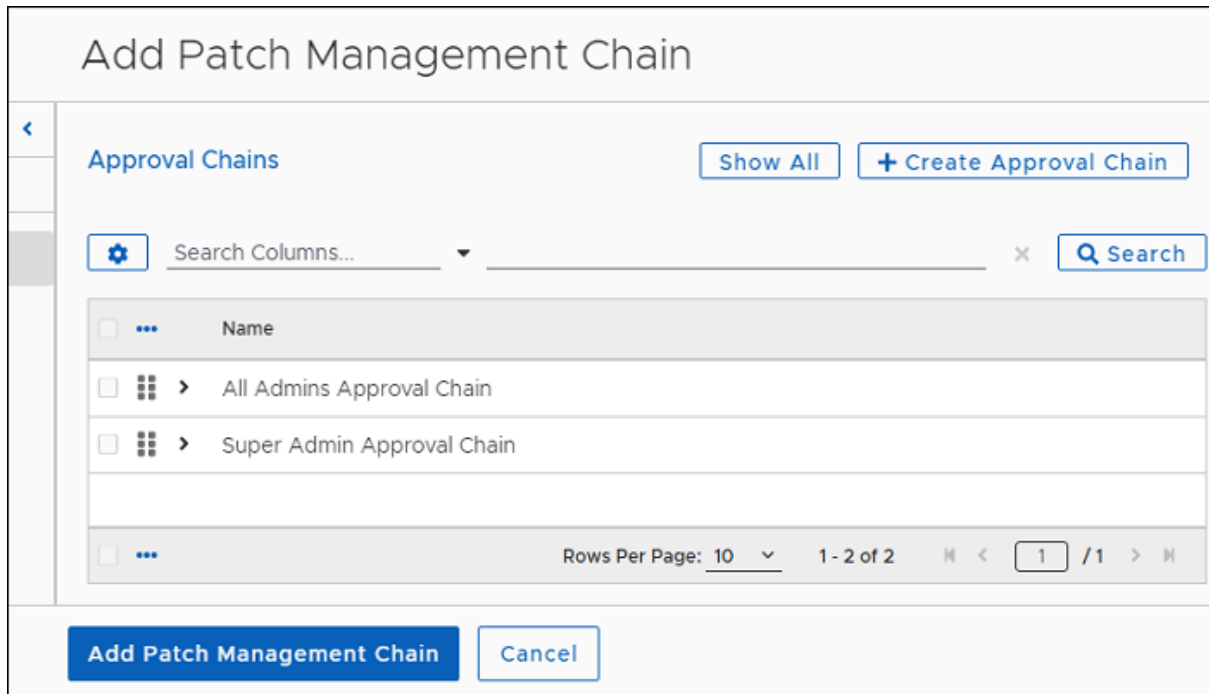 Add Patch Management Chain
Approval Chains
Show All
+ Create Approval Chain
Search Columns...
Search
Name
All Admins Approval Chain
Super Admin Approval Chain
Rows Per Page: 10
1 - 2 of 2
1 / 1
Add Patch Management Chain
Cancel